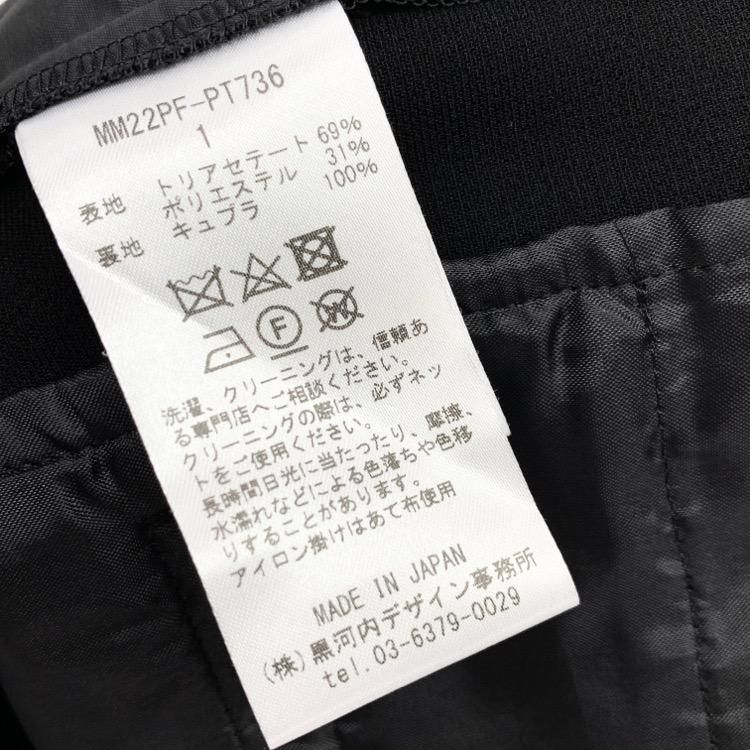 MM22PF-PT736
1
表地 トリアセテート 69%
ポリエステル 31%
裏地 キュプラ 100%
F
W
洗濯、クリーニングは、信頼あ
る専門店へご相談ください。
クリーニングの際は、必ずネッ
トをご使用ください。
長時間日光に当たったり、摩擦、
水濡れなどによる色落ちや色移
りすることがあります。
アイロン掛けはあて布使用
MADE IN JAPAN
(株)黒河内デザイン事務所
tel. 03-6379-0029